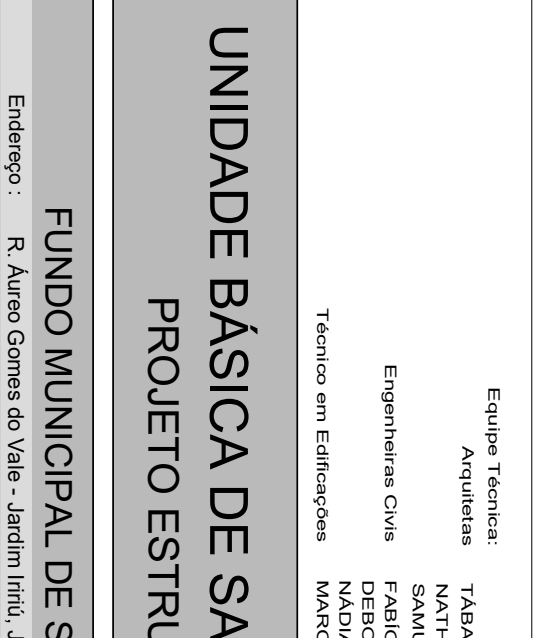 Equipe Técnica:
Arquitetas TÁBA
NATH
SAMU
Engenheiras Civis
DEBO
NÁDIA
Técnico em Edificações MARC
UNIDADE BÁSICA DE SA
PROJETO ESTRU
FUNDO MUNICIPAL DE S
Endereço : R. Áureo Gomes do Vale - Jardim Iririú, J